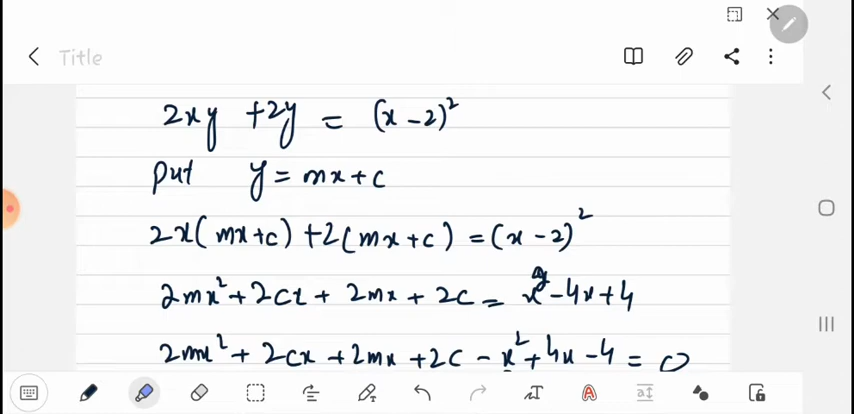 Title
2xy + 2y = (x - 2)²
put y = mx + c
2x(mx+c) + 2(mx+c) = (x - 2)²
2mx² + 2cx + 2mx + 2c = x² - 4x + 4
2mx² + 2cx + 2mx + 2c - x² + 4x - 4 = 0